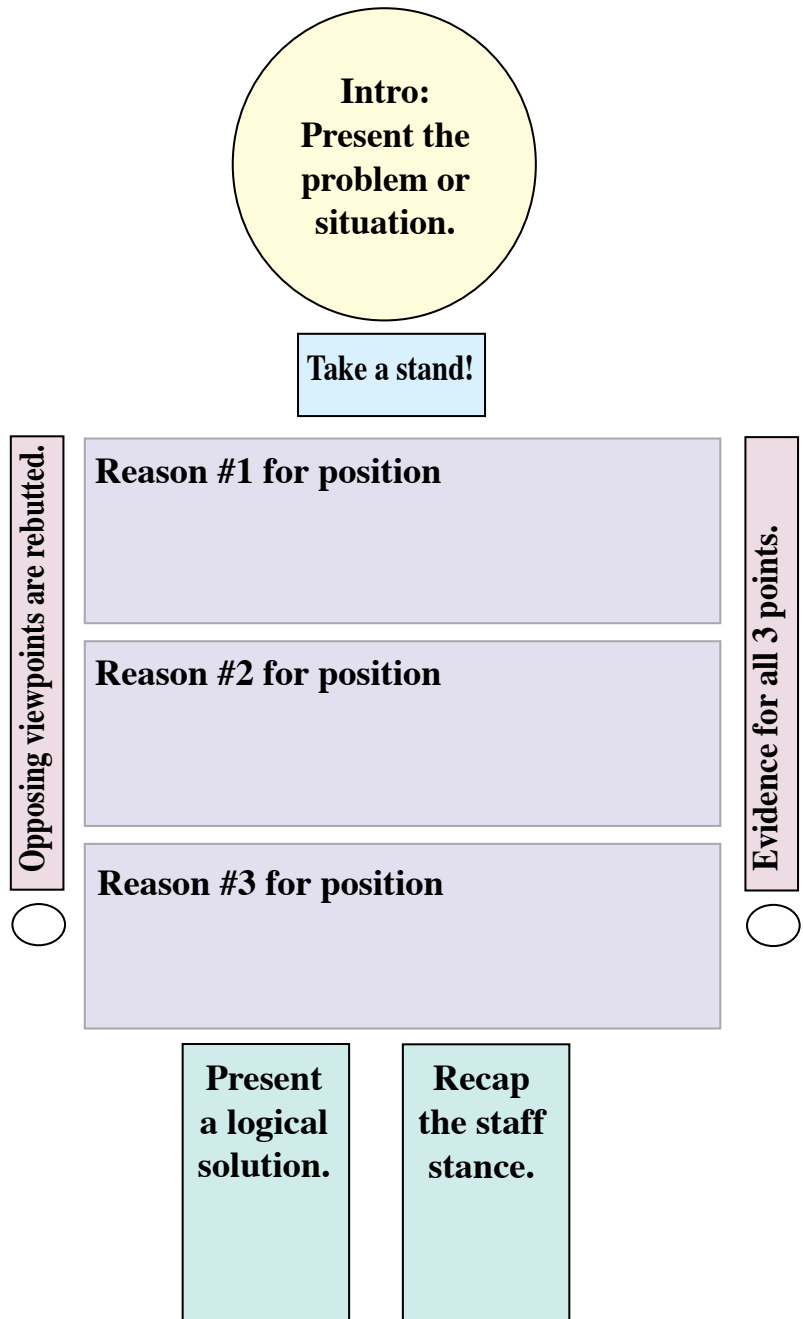 Intro:
Present the
problem or
situation.
Take a stand!
Opposing viewpoints are rebutted.
Reason #1 for position
Reason #2 for position
Reason #3 for position
Evidence for all 3 points.
Present
a logical
solution.
Recap
the staff
stance.